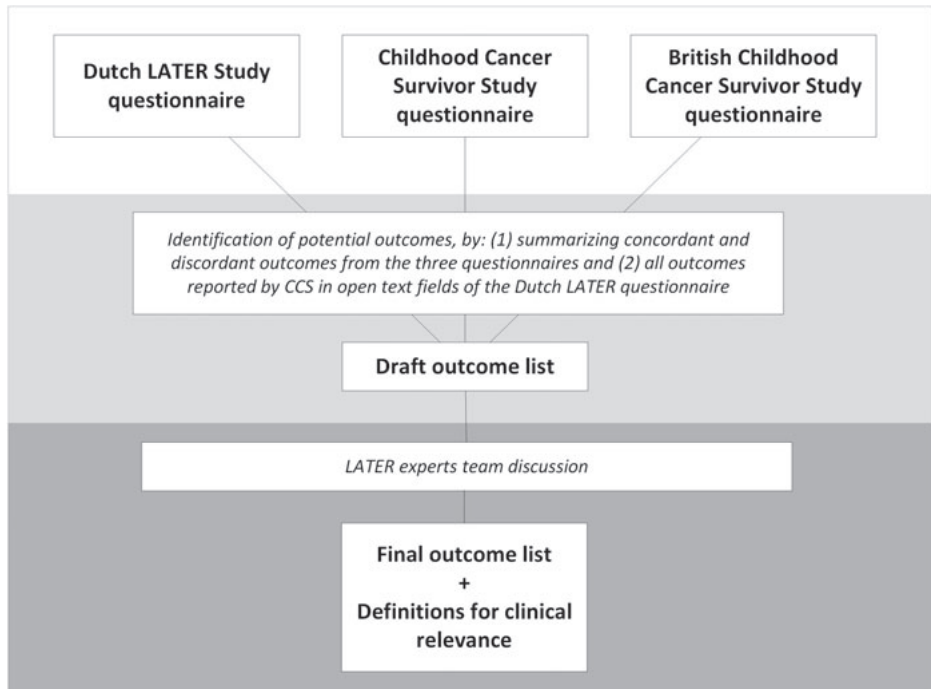 Dutch LATER Study
questionnaire
Childhood Cancer
Survivor Study
questionnaire
British Childhood
Cancer Survivor Study
questionnaire
Identification of potential outcomes, by: (1) summarizing concordant and
discordant outcomes from the three questionnaires and (2) all outcomes
reported by CCS in open text fields of the Dutch LATER questionnaire
Draft outcome list
LATER experts team discussion
Final outcome list
+
Definitions for clinical
relevance